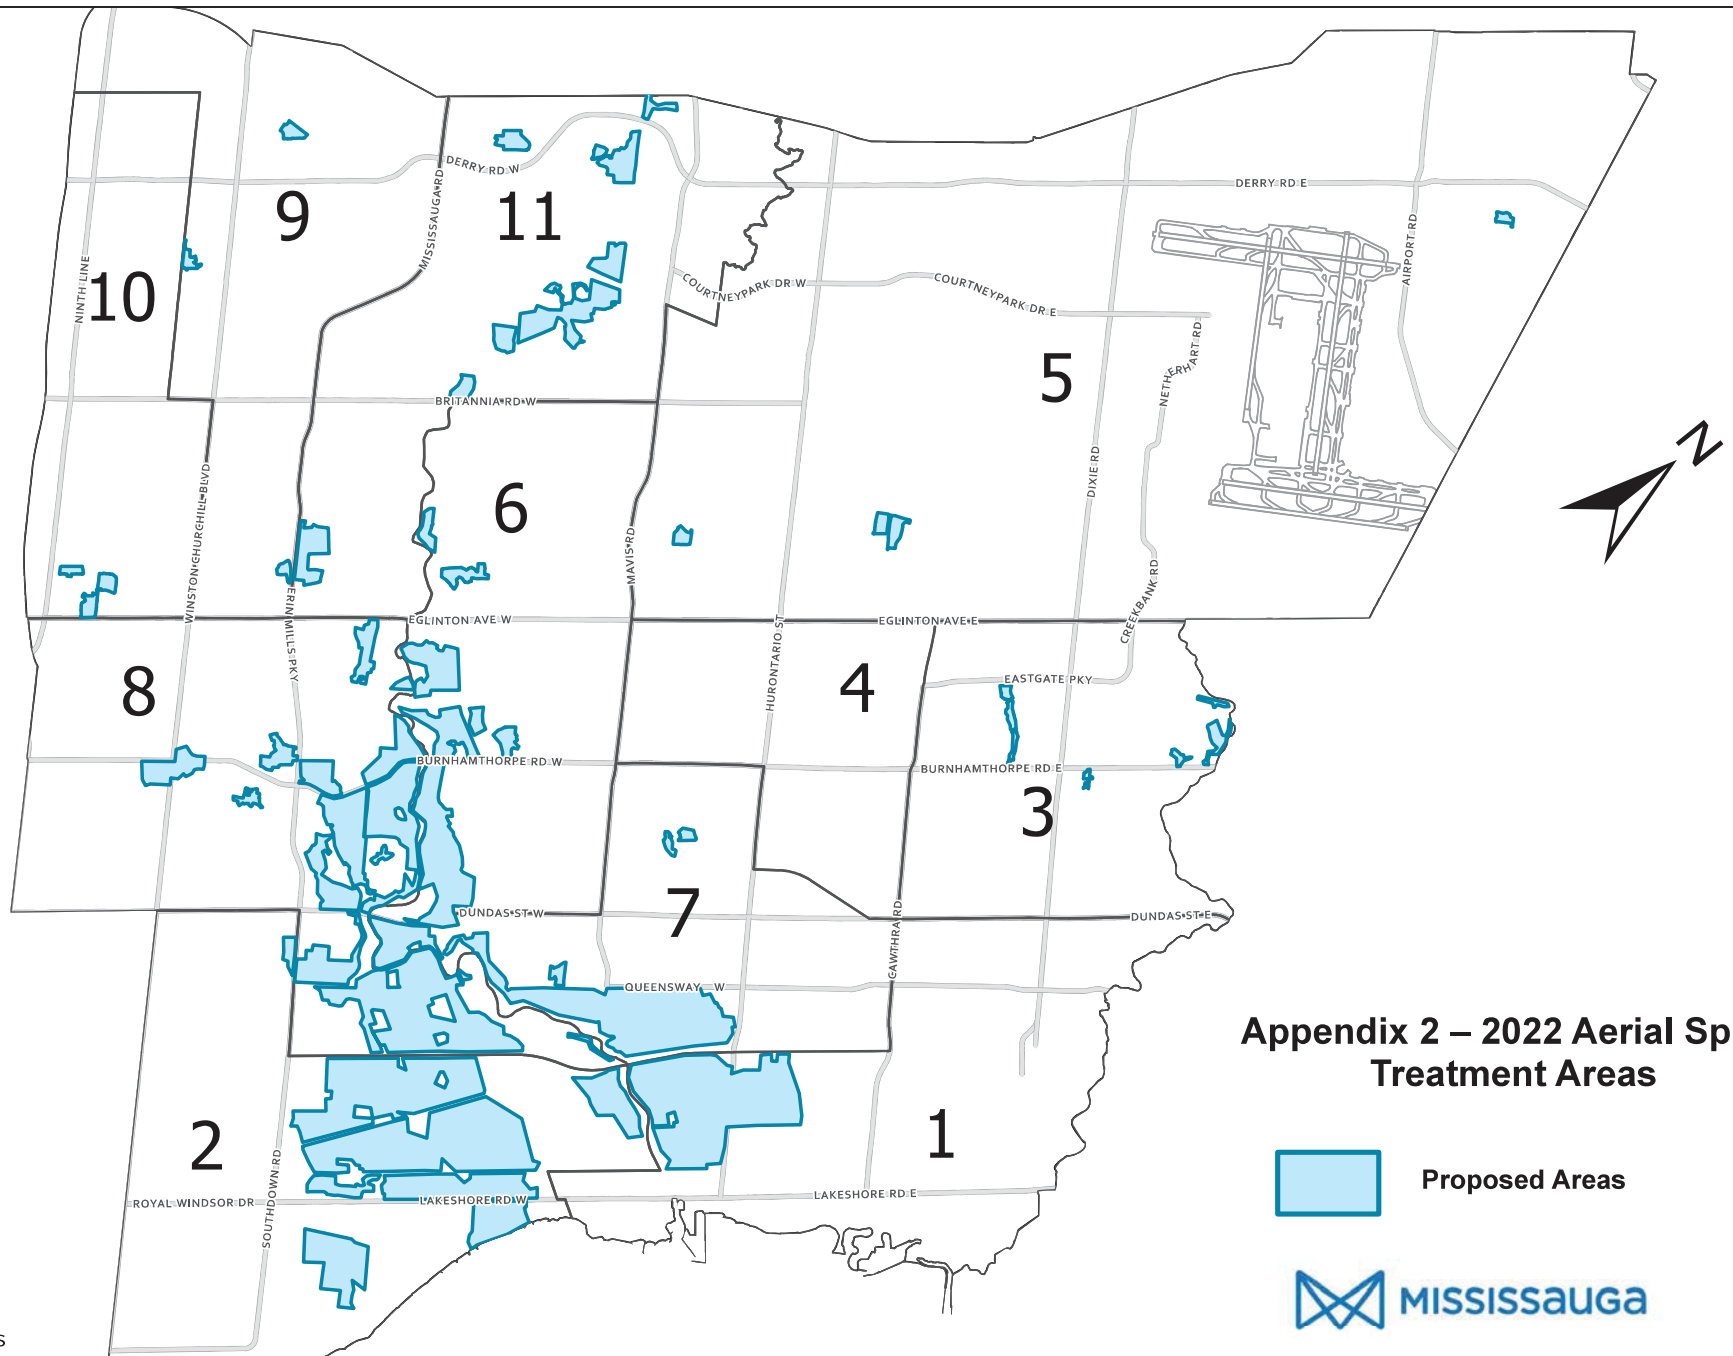 DERRY RD W
DERRY RD E
9
11
MISSISSAUGA RD
AIRPORT RD
NINTH LINE
10
COURTNEYPARK DR W
COURTNEYPARK DR E
5
NETHERHART RD
BRITANNIA RD W
N
WINSTON CHURCHILL BLVD
6
DIXIE RD
MAVIS RD
ERIN MILLS PKY
CREEKBANK RD
EGLINTON AVE W
EGLINTON AVE E
HURONTARIO ST
8
4
EASTGATE PKY
BURNHAMTHORPE RD W
BURNHAMTHORPE RD E
3
7
DUNDAS ST W
DUNDAS ST E
CAWTHRA RD
QUEENSWAY W
Appendix 2 – 2022 Aerial Sp
Treatment Areas
2
1
SOUTHDOWN RD
Proposed Areas
ROYAL WINDSOR DR
LAKESHORE RD W
LAKESHORE RD E
MISSISSAUGA
s